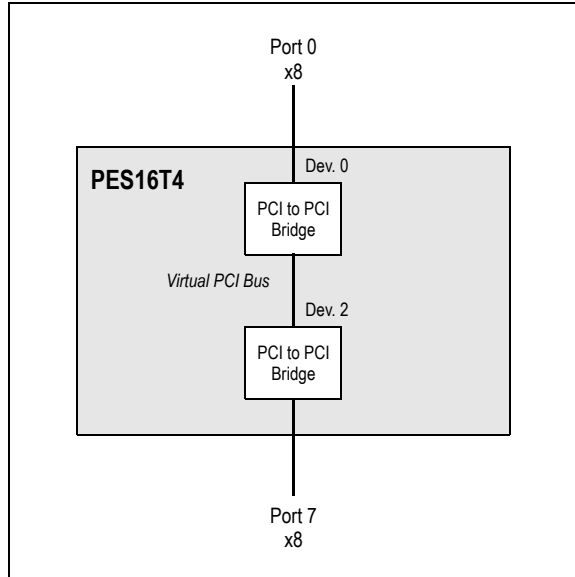 Port 0
x8
Dev. 0
PES16T4
PCI to PCI
Bridge
Virtual PCI Bus
Dev. 2
PCI to PCI
Bridge
Port 7
x8